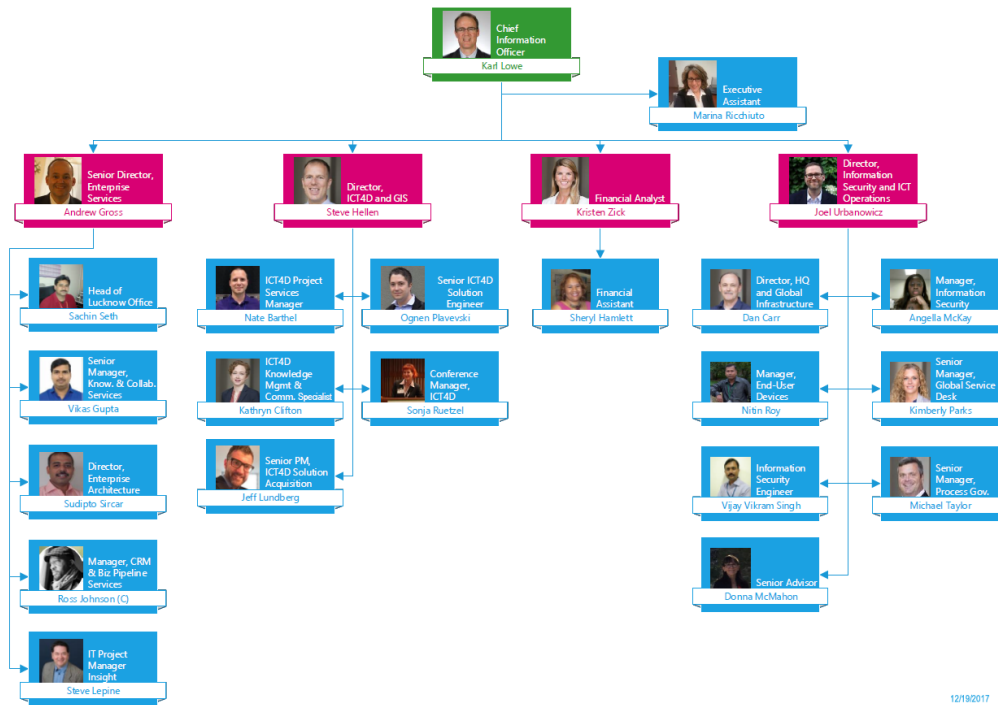 Chief
Information
Officer
Karl Lowe
Executive
Assistant
Marina Ricchiuto
Senior Director,
Enterprise
Services
Andrew Gross
Director,
ICT4D and GIS
Steve Hellen
Financial Analyst
Kristen Zick
Director,
Information
Security and ICT
Operations
Joel Urbanowicz
Head of
Lucknow Office
Sachin Seth
ICT4D Project
Services
Manager
Nate Barthel
Senior ICT4D
Solution
Engineer
Ognen Plavevski
Financial
Assistant
Sheryl Hamlett
Director, HQ
and Global
Infrastructure
Dan Carr
Manager,
Information
Security
Angella McKay
Senior
Manager,
Know. & Collab.
Services
Vikas Gupta
ICT4D
Knowledge
Mgmt &
Comm. Specialist
Kathryn Clifton
Conference
Manager,
ICT4D
Sonja Ruetzel
Manager,
End-User
Devices
Nitin Roy
Senior
Manager,
Global Service
Desk
Kimberly Parks
Director,
Enterprise
Architecture
Sudipto Sircar
Senior PM,
ICT4D Solution
Acquisition
Jeff Lundberg
Information
Security
Engineer
Vijay Vikram Singh
Senior
Manager,
Process Gov.
Michael Taylor
Manager, CRM
& Biz Pipeline
Services
Ross Johnson (C)
Senior Advisor
Donna McMahon
IT Project
Manager
Insight
Steve Lepine
12/19/2017